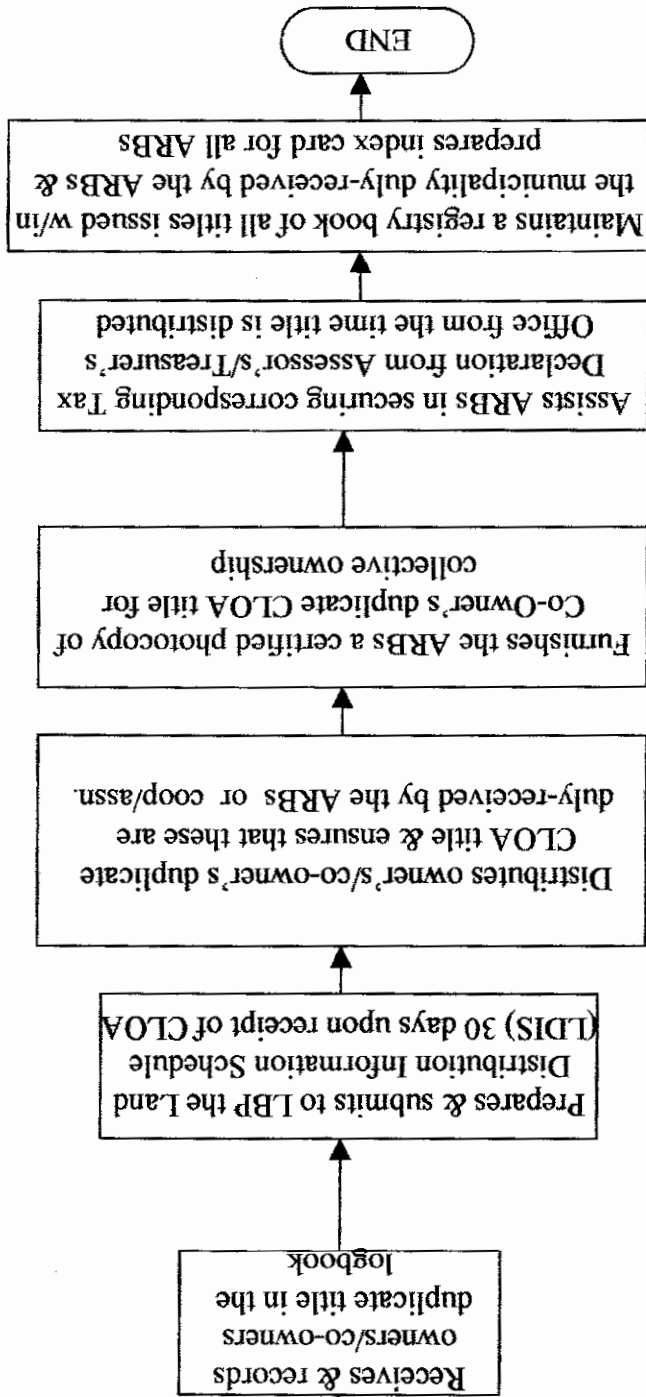 Receives & records
owners/co-owners
duplicate title in the
logbook
Prepares & submits to LBP the Land
Distribution Information Schedule
(LDIS) 30 days upon receipt of CLOA
Distributes owner's/co-owner's duplicate
CLOA title & ensures that these are
duly-received by the ARBs or coop/assn.
Furnishes the ARBs a certified photocopy of
Co-Owner's duplicate CLOA title for
collective ownership
Assists ARBs in securing corresponding Tax
Declaration from Assessor's/Treasurer's
Office from the time title is distributed
Maintains a registry book of all titles issued w/in
the municipality duly-received by the ARBs &
prepares index card for all ARBs
END